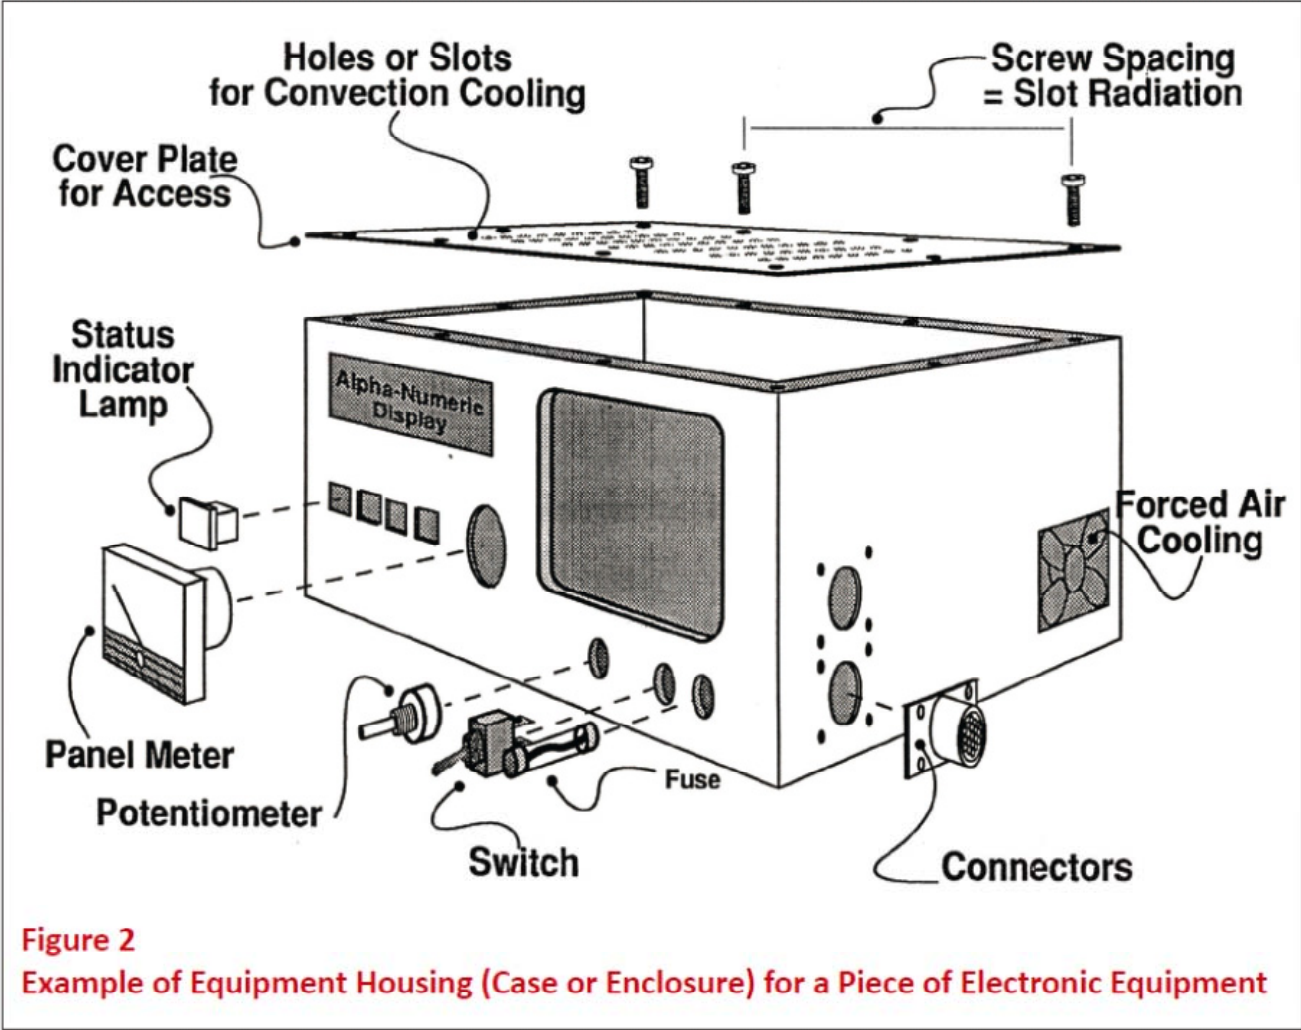 Holes or Slots
for Convection Cooling
Screw Spacing
= Slot Radiation
Cover Plate
for Access
Status
Indicator
Lamp
Alpha-Numeric
Display
Forced Air
Cooling
Panel Meter
Potentiometer
Fuse
Switch
Connectors
Figure 2
Example of Equipment Housing (Case or Enclosure) for a Piece of Electronic Equipment